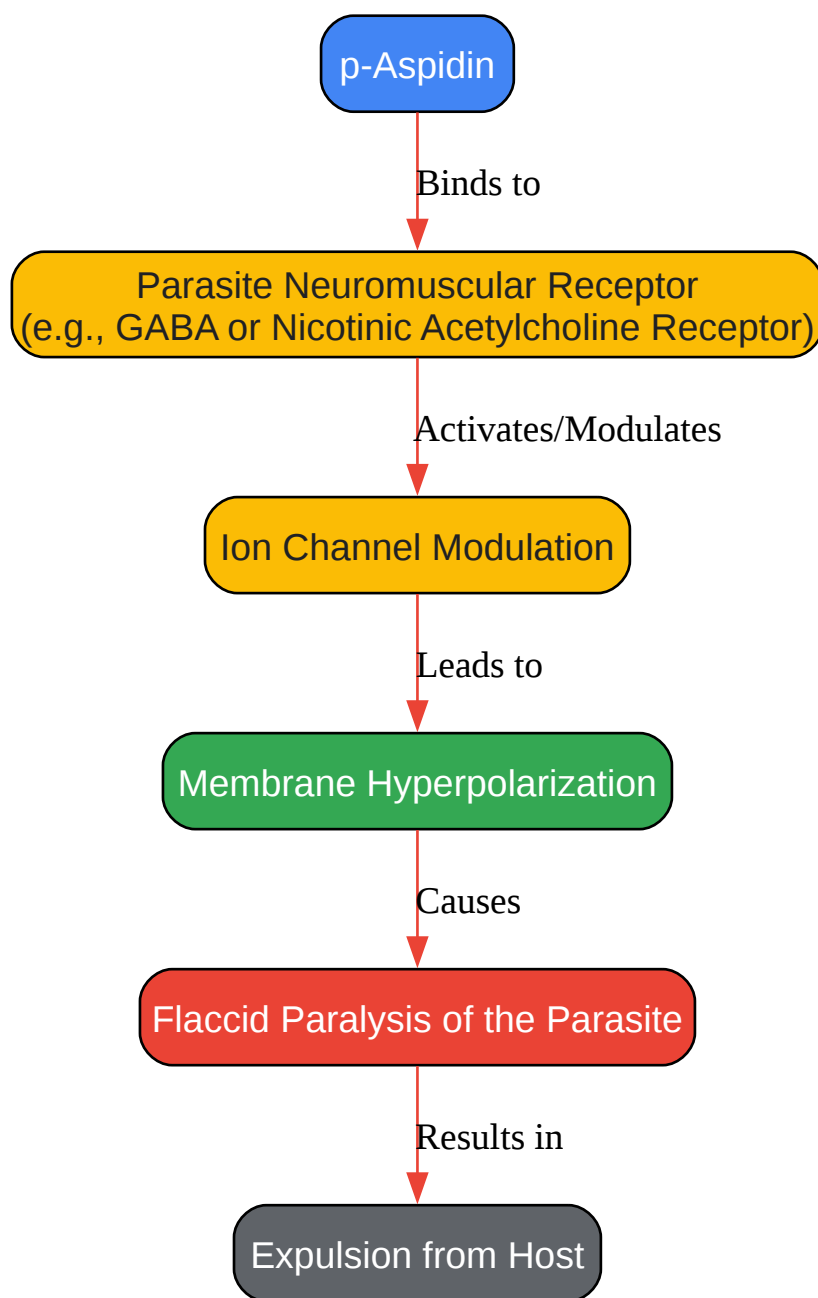 p-Aspidin
Binds to
Parasite Neuromuscular Receptor
(e.g., GABA or Nicotinic Acetylcholine Receptor)
Activates/Modulates
Ion Channel Modulation
Leads to
Membrane Hyperpolarization
Causes
Flaccid Paralysis of the Parasite
Results in
Expulsion from Host